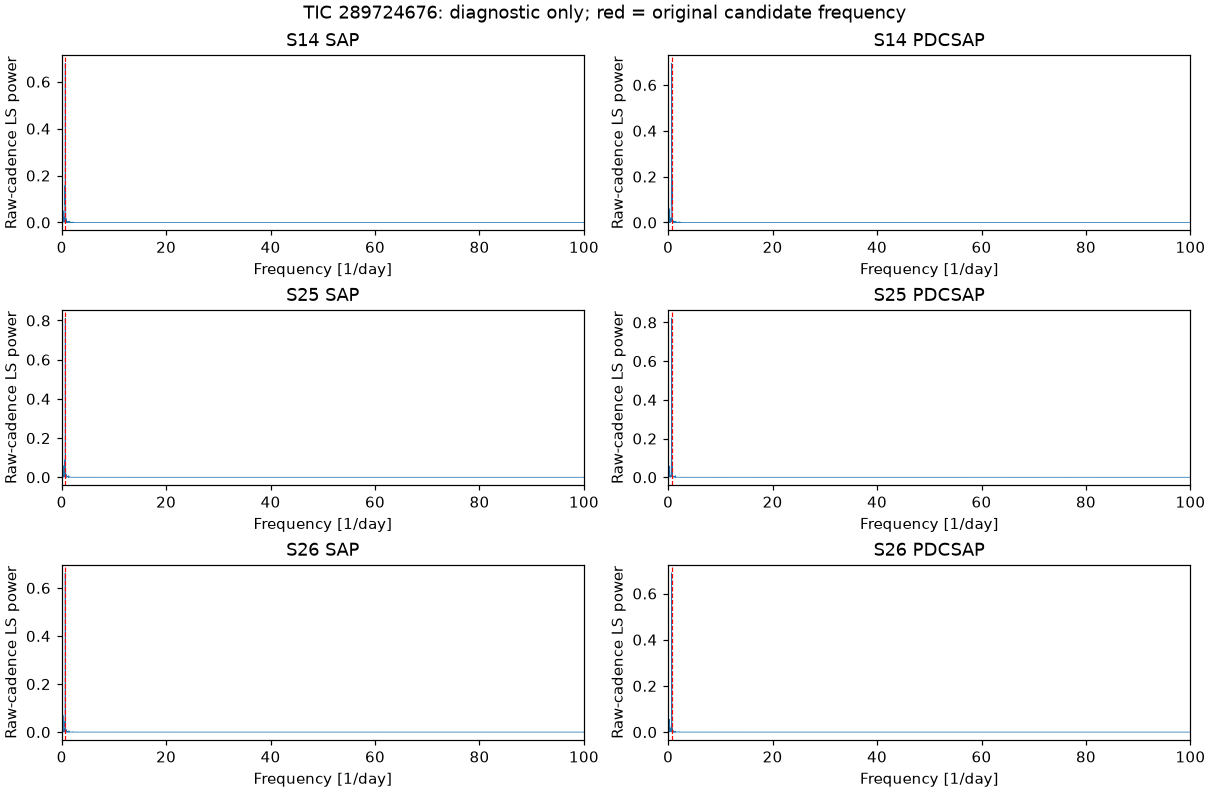 TIC 289724676: diagnostic only; red = original candidate frequency
S14 SAP
Raw-cadence LS power
0.6
0.4
0.2
0.0
0 20 40 60 80 100
Frequency [1/day]
S14 PDCSAP
Raw-cadence LS power
0.6
0.4
0.2
0.0
0 20 40 60 80 100
Frequency [1/day]
S25 SAP
Raw-cadence LS power
0.8
0.6
0.4
0.2
0.0
0 20 40 60 80 100
Frequency [1/day]
S25 PDCSAP
Raw-cadence LS power
0.8
0.6
0.4
0.2
0.0
0 20 40 60 80 100
Frequency [1/day]
S26 SAP
Raw-cadence LS power
0.6
0.4
0.2
0.0
0 20 40 60 80 100
Frequency [1/day]
S26 PDCSAP
Raw-cadence LS power
0.6
0.4
0.2
0.0
0 20 40 60 80 100
Frequency [1/day]